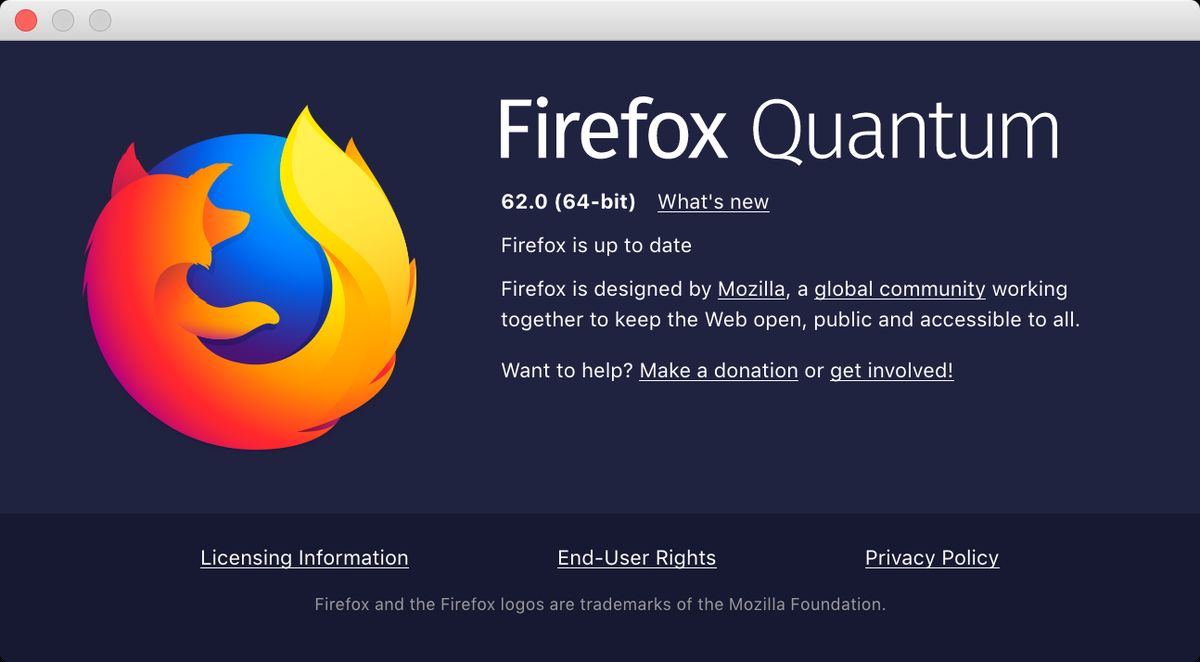 Firefox Quantum
62.0 (64-bit) What's new
Firefox is up to date
Firefox is designed by Mozilla, a global community working
together to keep the Web open, public and accessible to all.
Want to help? Make a donation or get involved!
Licensing Information End-User Rights Privacy Policy
Firefox and the Firefox logos are trademarks of the Mozilla Foundation.